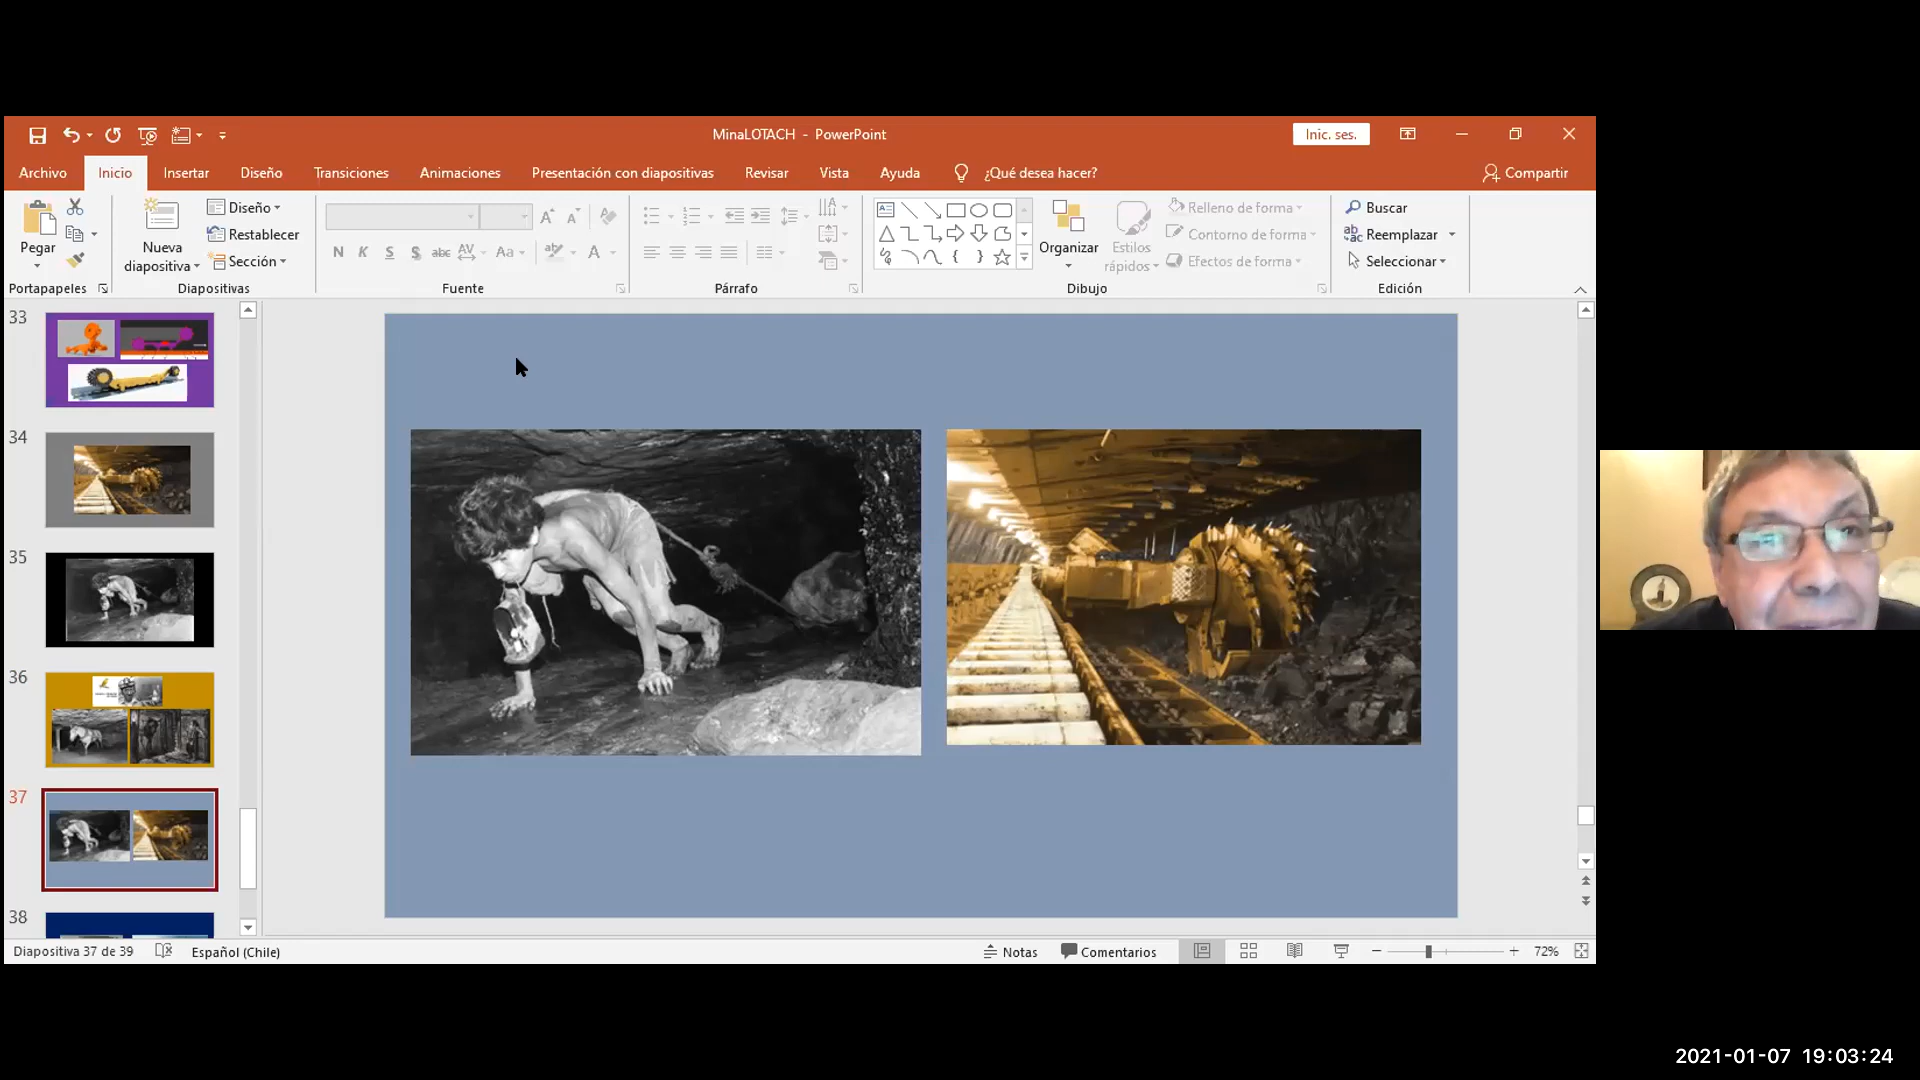 MinaLOTACH - PowerPoint
Inic. ses.
Archivo Inicio Insertar Diseño Transiciones Animaciones Presentación con diapositivas Revisar Vista Ayuda ¿Qué desea hacer? Compartir
Pegar
Nueva diapositiva
Diseño
Restablecer
Sección
N K S S abc AV Aa A
Organizar
Estilos rápidos
Relleno de forma
Contorno de forma
Efectos de forma
Buscar
Reemplazar
Seleccionar
Portapapeles Diapositivas Fuente Párrafo Dibujo Edición
33
34
35
36
37
38
Diapositiva 37 de 39 Español (Chile) Notas Comentarios 72%
2021-01-07 19:03:24